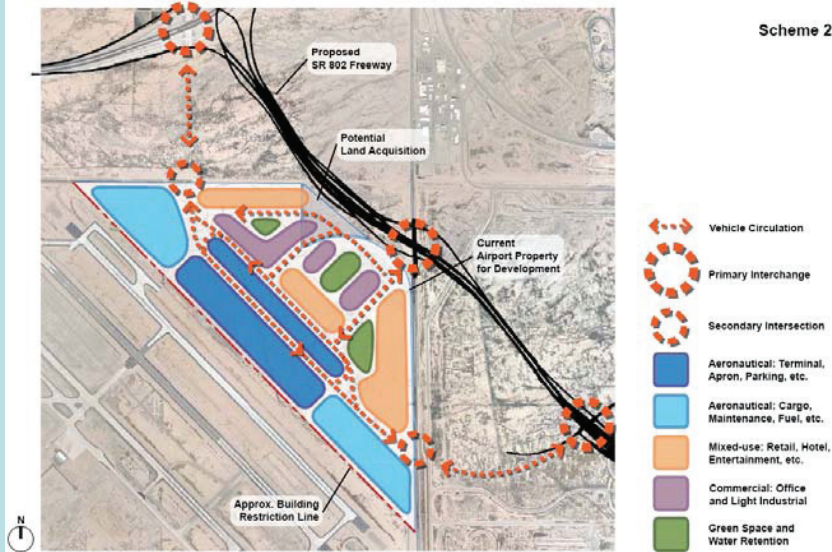 Scheme 2
Proposed
SR 802 Freeway
Potential
Land Acquisition
Current
Airport Property
for Development
Approx. Building
Restriction Line
N
Vehicle Circulation
Primary Interchange
Secondary Intersection
Aeronautical: Terminal,
Apron, Parking, etc.
Aeronautical: Cargo,
Maintenance, Fuel, etc.
Mixed-use: Retail, Hotel,
Entertainment, etc.
Commercial: Office
and Light Industrial
Green Space and
Water Retention